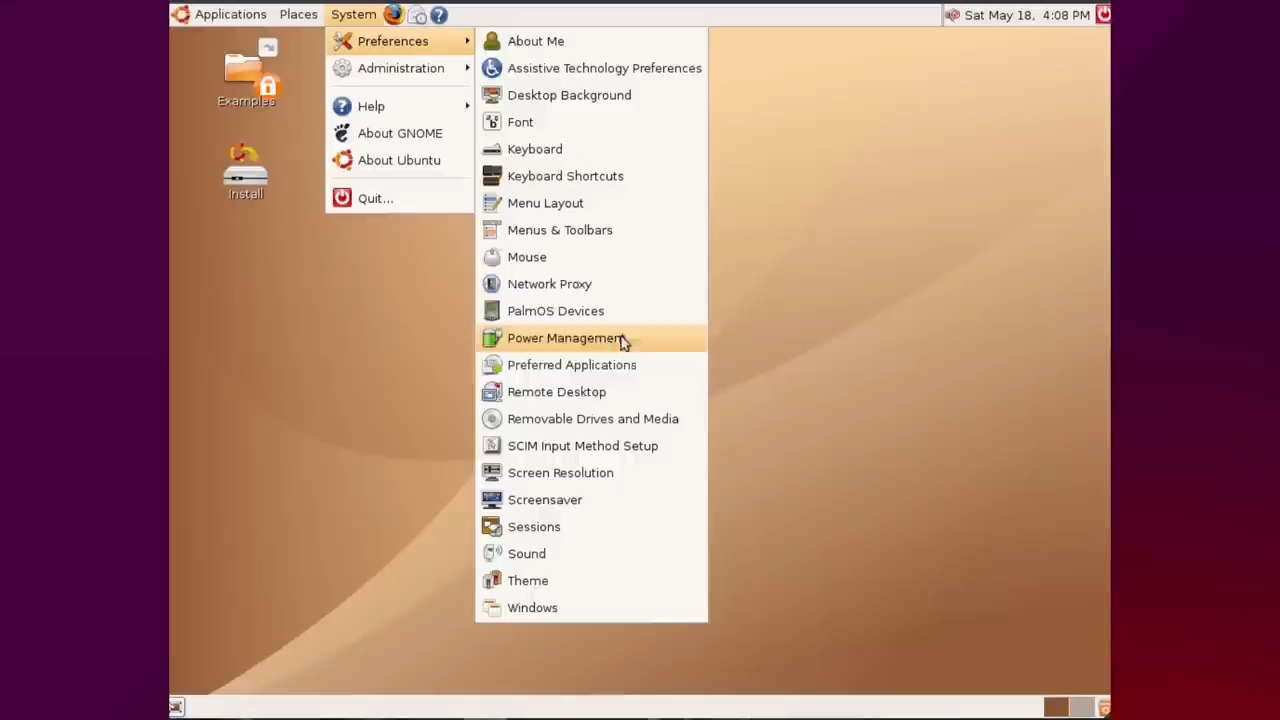 Applications Places System
Sat May 18, 4:08 PM
Examples
Install
Preferences
Administration
Help
About GNOME
About Ubuntu
Quit...
About Me
Assistive Technology Preferences
Desktop Background
Font
Keyboard
Keyboard Shortcuts
Menu Layout
Menus & Toolbars
Mouse
Network Proxy
PalmOS Devices
Power Management
Preferred Applications
Remote Desktop
Removable Drives and Media
SCIM Input Method Setup
Screen Resolution
Screensaver
Sessions
Sound
Theme
Windows